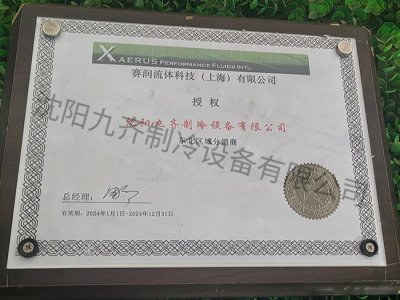 XAERUS PERFORMANCE FLUIDS INTL.
赛润流体科技（上海）有限公司
授权
沈阳九齐制冷设备有限公司
东北区域分销商
总经理：
有效期：2024年1月1日-2024年12月31日
沈阳九齐制冷设备有限公司